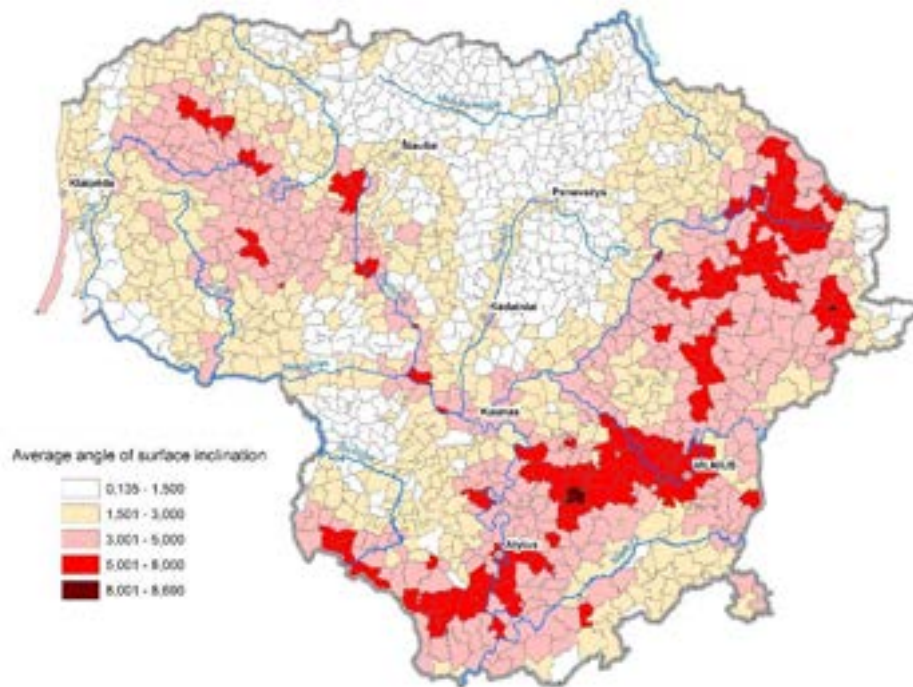 Šiauliai
Klaipėda
Panevėžys
Kėdainiai
Kaunas
VILNIUS
Alytus
Average angle of surface inclination
0,135 - 1,500
1,501 - 3,000
3,001 - 5,000
5,001 - 8,000
8,001 - 8,690